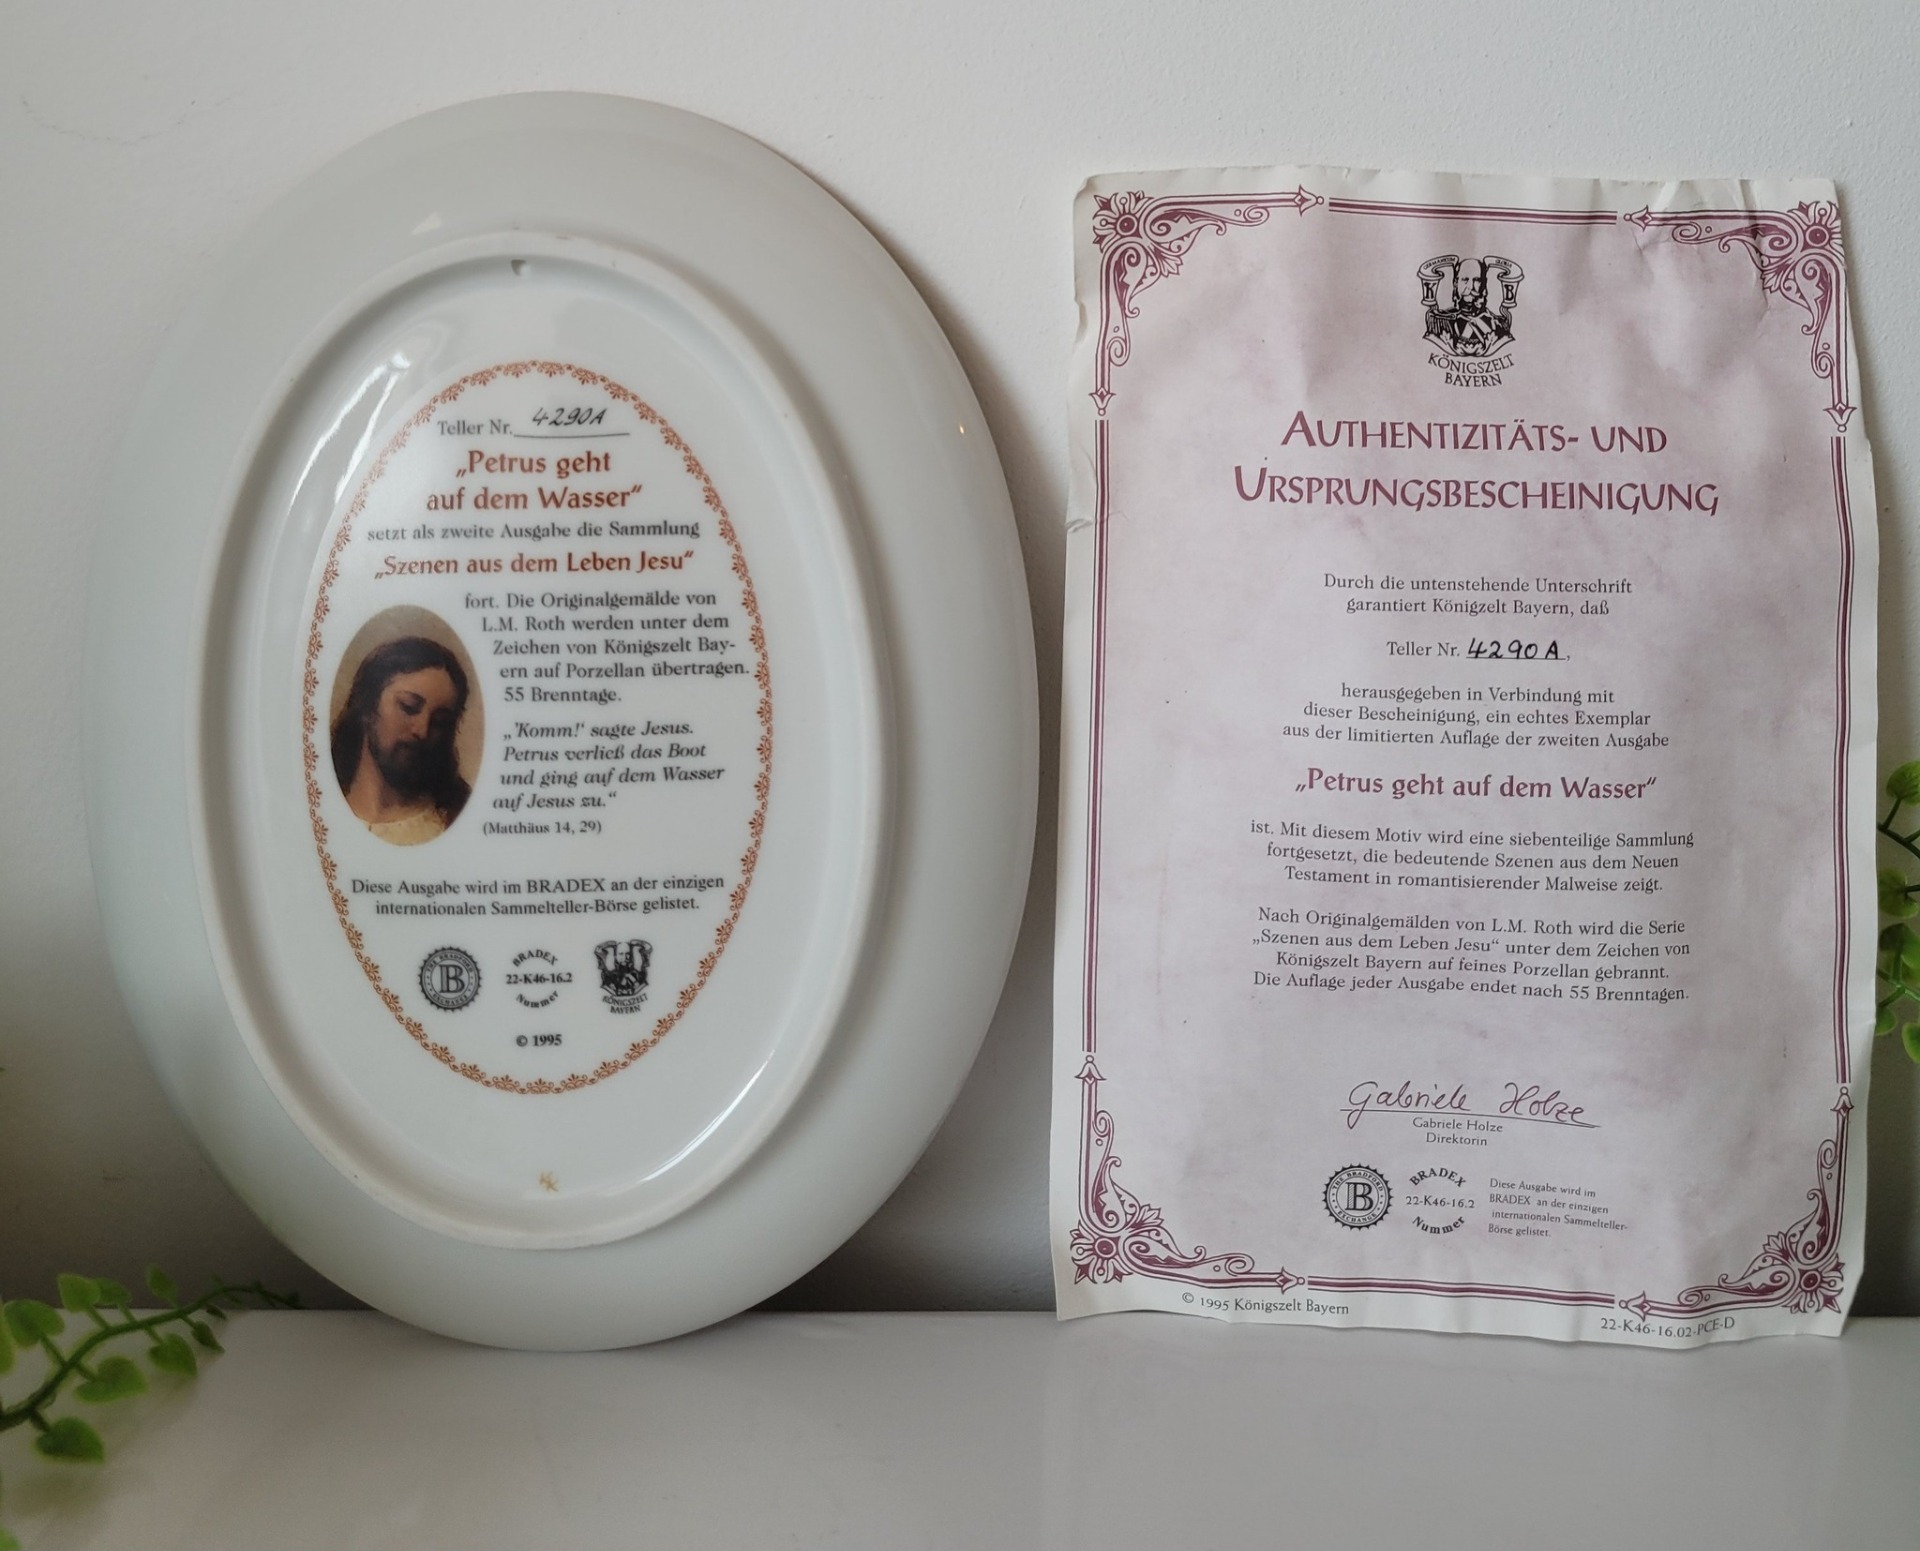 Teller Nr. 4290A
„Petrus geht
auf dem Wasser“
setzt als zweite Ausgabe die Sammlung
„Szenen aus dem Leben Jesu“
fort. Die Originalgemälde von
L.M. Roth werden unter dem
Zeichen von Königszelt Bay-
ern auf Porzellan übertragen.
55 Brenntage.
„‚Komm!‘ sagte Jesus.
Petrus verließ das Boot
und ging auf dem Wasser
auf Jesus zu.“
(Matthäus 14, 29)
Diese Ausgabe wird im BRADEX an der einzigen
internationalen Sammelteller-Börse gelistet.
THE BRADFORD
B
EXCHANGE
BRADEX
22-K46-16.2
Nummer
KÖNIGSZELT
BAYERN
© 1995
K B
KÖNIGSZELT
BAYERN
AUTHENTIZITÄTS- UND
URSPRUNGSBESCHEINIGUNG
Durch die untenstehende Unterschrift
garantiert Königzelt Bayern, daß
Teller Nr. 4290A,
herausgegeben in Verbindung mit
dieser Bescheinigung, ein echtes Exemplar
aus der limitierten Auflage der zweiten Ausgabe
„Petrus geht auf dem Wasser“
ist. Mit diesem Motiv wird eine siebenteilige Sammlung
fortgesetzt, die bedeutende Szenen aus dem Neuen
Testament in romantisierender Malweise zeigt.
Nach Originalgemälden von L.M. Roth wird die Serie
„Szenen aus dem Leben Jesu“ unter dem Zeichen von
Königszelt Bayern auf feines Porzellan gebrannt.
Die Auflage jeder Ausgabe endet nach 55 Brenntagen.
Gabriele Holze
Gabriele Holze
Direktorin
THE BRADFORD
B
EXCHANGE
BRADEX
22-K46-16.2
Nummer
Diese Ausgabe wird im
BRADEX an der einzigen
internationalen Sammelteller-
Börse gelistet.
© 1995 Königszelt Bayern
22-K46-16.02-PCE-D